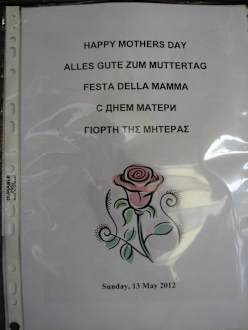 HAPPY MOTHERS DAY
ALLES GUTE ZUM MUTTERTAG
FESTA DELLA MAMMA
С ДНЕМ МАТЕРИ
ΓΙΟΡΤΗ ΤΗΣ ΜΗΤΕΡΑΣ
Sunday, 13 May 2012